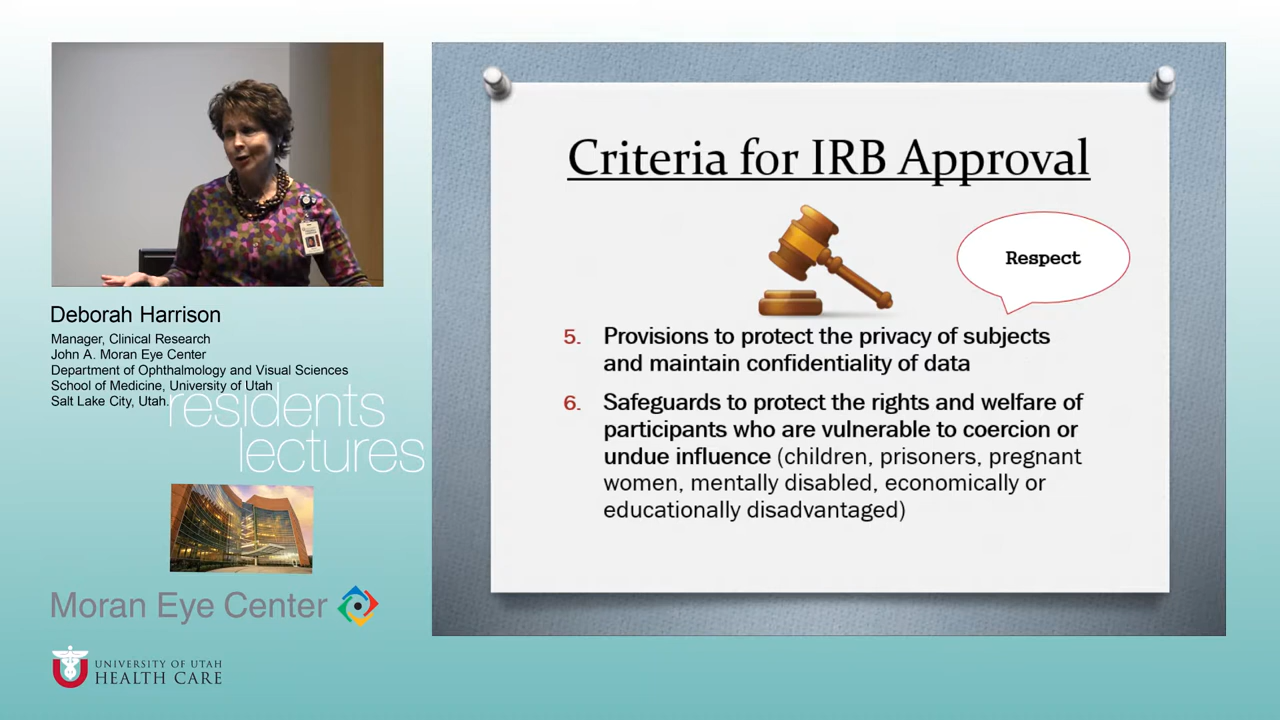 Deborah Harrison
Manager, Clinical Research
John A. Moran Eye Center
Department of Ophthalmology and Visual Sciences
School of Medicine, University of Utah
Salt Lake City, Utah.
residents
lectures
Moran Eye Center
UNIVERSITY OF UTAH
HEALTH CARE
Criteria for IRB Approval
Respect
5. Provisions to protect the privacy of subjects
and maintain confidentiality of data
6. Safeguards to protect the rights and welfare of
participants who are vulnerable to coercion or
undue influence (children, prisoners, pregnant
women, mentally disabled, economically or
educationally disadvantaged)